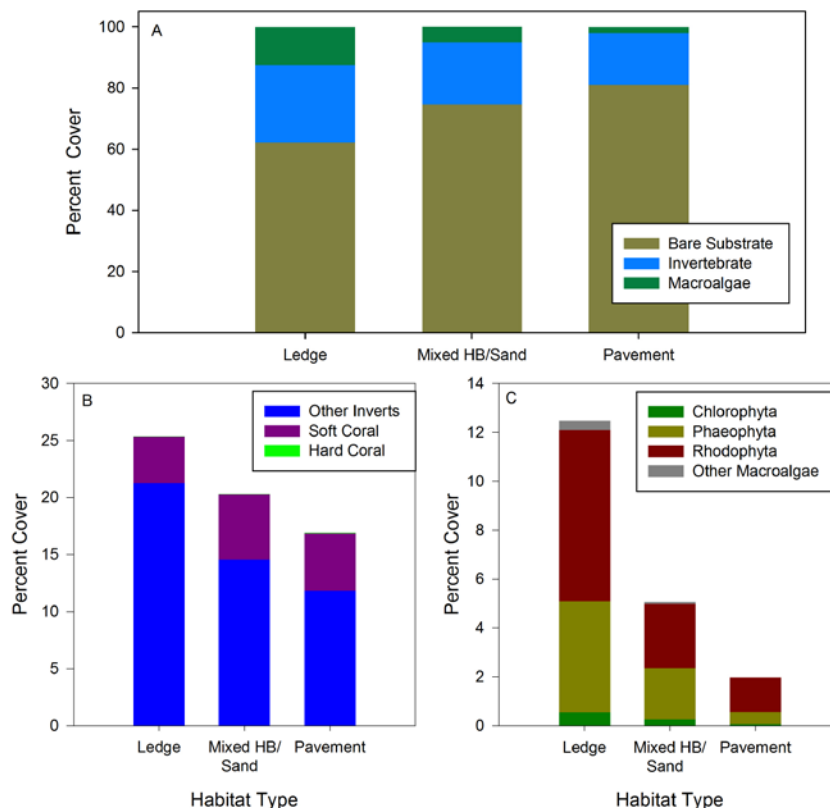 A
100
80
60
40
20
0
Percent Cover
Bare Substrate
Invertebrate
Macroalgae
Ledge
Mixed HB/Sand
Pavement
B
30
25
20
15
10
5
0
Percent Cover
Other Inverts
Soft Coral
Hard Coral
Ledge
Mixed HB/
Sand
Pavement
Habitat Type
C
14
12
10
8
6
4
2
0
Percent Cover
Chlorophyta
Phaeophyta
Rhodophyta
Other Macroalgae
Ledge
Mixed HB/
Sand
Pavement
Habitat Type